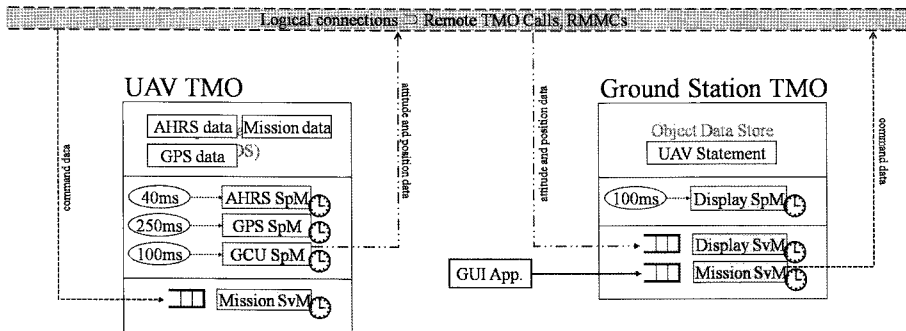 Logical connections ⊃ Remote TMO Calls, RMMCs
UAV TMO
AHRS data
Mission data
GPS data
DS)
40ms
AHRS SpM
250ms
GPS SpM
100ms
GCU SpM
Mission SvM
command data
attitude and position data
attitude and position data
Ground Station TMO
Object Data Store
UAV Statement
100ms
Display SpM
Display SvM
GUI App.
Mission SvM
command data